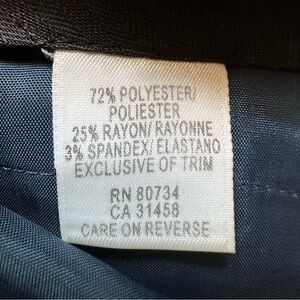 72% POLYESTER/
POLIESTER
25% RAYON/RAYONNE
3% SPANDEX/ELASTANO
EXCLUSIVE OF TRIM
RN 80734
CA 31458
CARE ON REVERSE